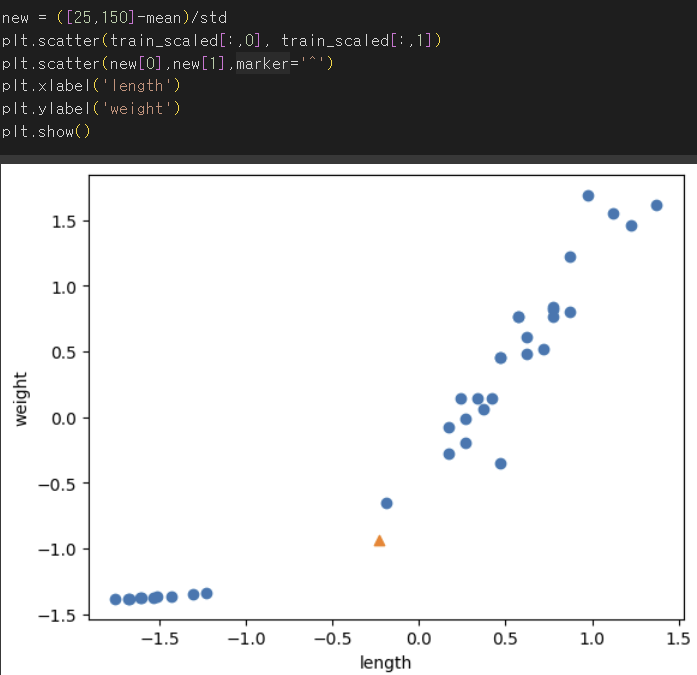 new = ([25,150]-mean)/std
plt.scatter(train_scaled[:,0], train_scaled[:,1])
plt.scatter(new[0],new[1],marker='^')
plt.xlabel('length')
plt.ylabel('weight')
plt.show()
1.5
1.0
0.5
0.0
−0.5
−1.0
−1.5
weight
−1.5 −1.0 −0.5 0.0 0.5 1.0 1.5
length